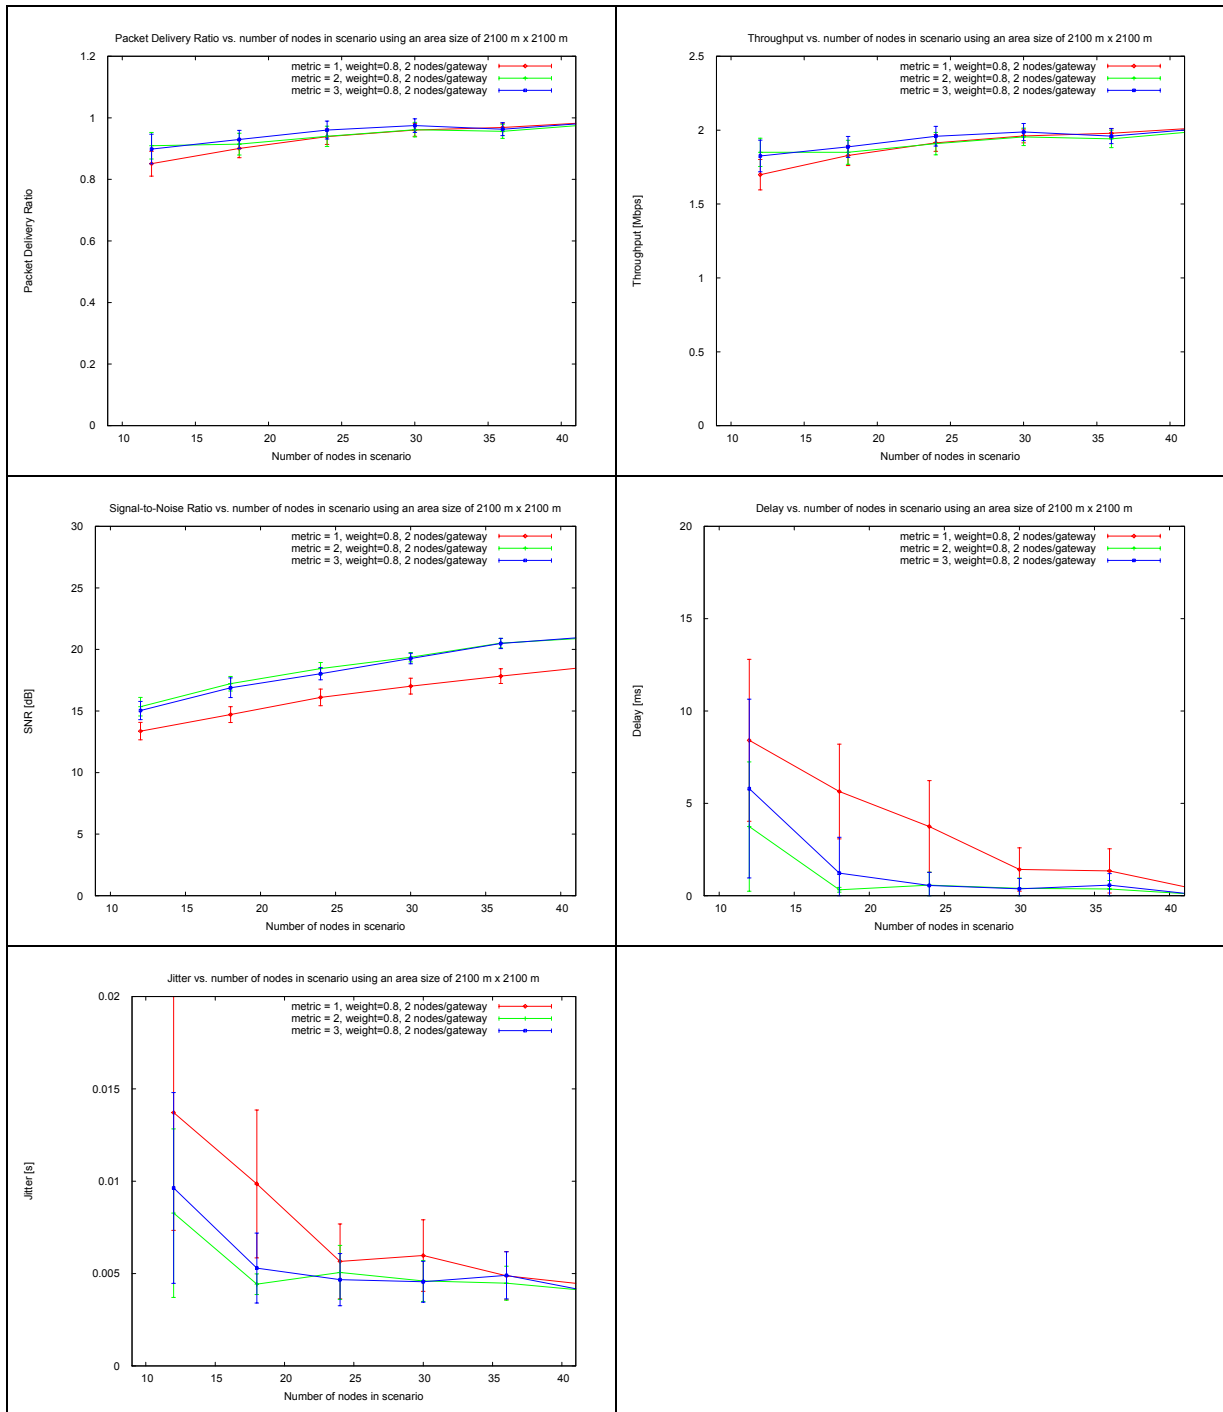 Packet Delivery Ratio vs. number of nodes in scenario using an area size of 2100 m x 2100 m
metric = 1, weight=0.8, 2 nodes/gateway
metric = 2, weight=0.8, 2 nodes/gateway
metric = 3, weight=0.8, 2 nodes/gateway
Packet Delivery Ratio
1.2
1
0.8
0.6
0.4
0.2
0
10 15 20 25 30 35 40
Number of nodes in scenario
Throughput vs. number of nodes in scenario using an area size of 2100 m x 2100 m
metric = 1, weight=0.8, 2 nodes/gateway
metric = 2, weight=0.8, 2 nodes/gateway
metric = 3, weight=0.8, 2 nodes/gateway
Throughput [Mbps]
2.5
2
1.5
1
0.5
0
10 15 20 25 30 35 40
Number of nodes in scenario
Signal-to-Noise Ratio vs. number of nodes in scenario using an area size of 2100 m x 2100 m
metric = 1, weight=0.8, 2 nodes/gateway
metric = 2, weight=0.8, 2 nodes/gateway
metric = 3, weight=0.8, 2 nodes/gateway
SNR [dB]
30
25
20
15
10
5
0
10 15 20 25 30 35 40
Number of nodes in scenario
Delay vs. number of nodes in scenario using an area size of 2100 m x 2100 m
metric = 1, weight=0.8, 2 nodes/gateway
metric = 2, weight=0.8, 2 nodes/gateway
metric = 3, weight=0.8, 2 nodes/gateway
Delay [ms]
20
15
10
5
0
10 15 20 25 30 35 40
Number of nodes in scenario
Jitter vs. number of nodes in scenario using an area size of 2100 m x 2100 m
metric = 1, weight=0.8, 2 nodes/gateway
metric = 2, weight=0.8, 2 nodes/gateway
metric = 3, weight=0.8, 2 nodes/gateway
Jitter [s]
0.02
0.015
0.01
0.005
0
10 15 20 25 30 35 40
Number of nodes in scenario